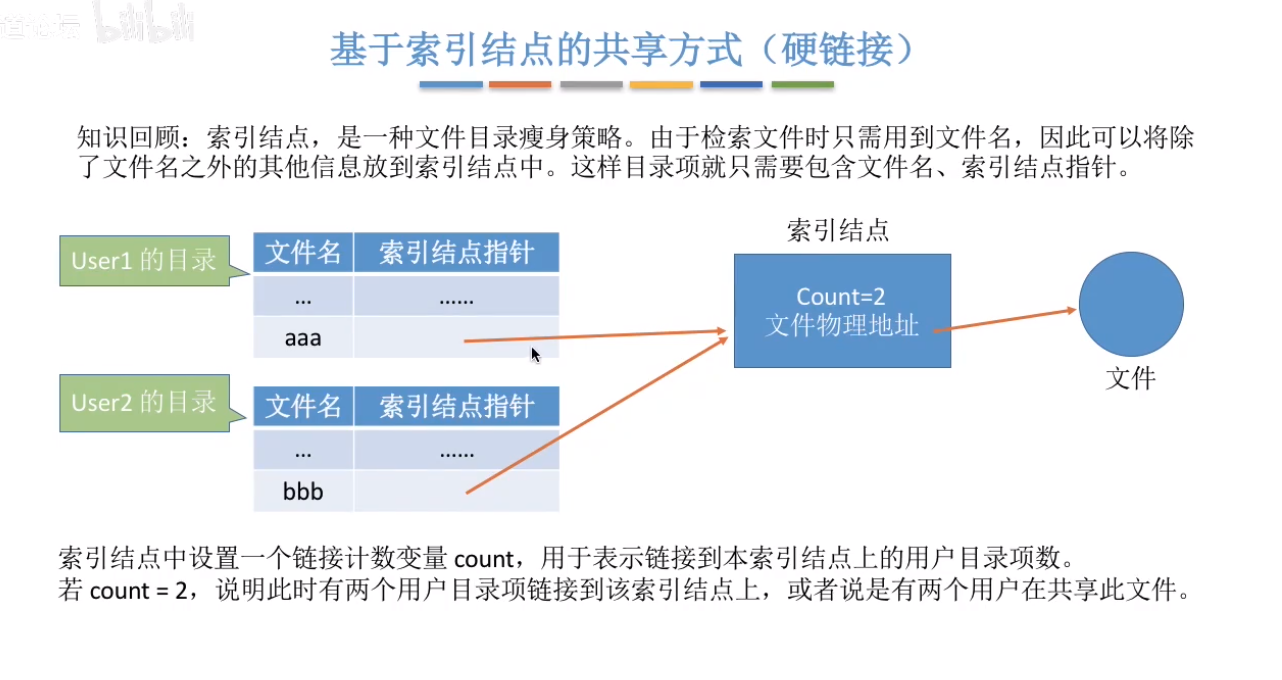 bilibili
基于索引结点的共享方式（硬链接）
知识回顾：索引结点，是一种文件目录瘦身策略。由于检索文件时只需用到文件名，因此可以将除
了文件名之外的其他信息放到索引结点中。这样目录项就只需要包含文件名、索引结点指针。
User1 的目录
文件名 索引结点指针
... ......
aaa
User2 的目录
文件名 索引结点指针
... ......
bbb
索引结点
Count=2
文件物理地址
文件
索引结点中设置一个链接计数变量 count，用于表示链接到本索引结点上的用户目录项数。
若 count = 2，说明此时有两个用户目录项链接到该索引结点上，或者说是有两个用户在共享此文件。